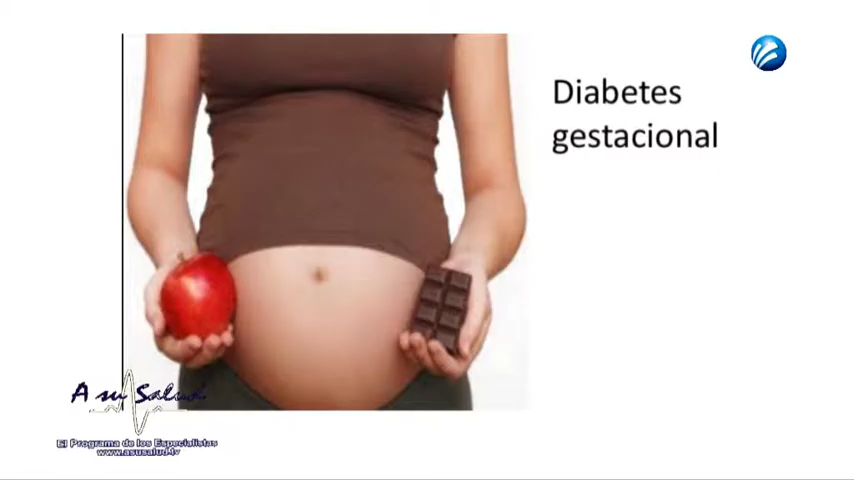 Diabetes
gestacional
A su Salud
El Programa de los Especialistas
www.asusalud.tv